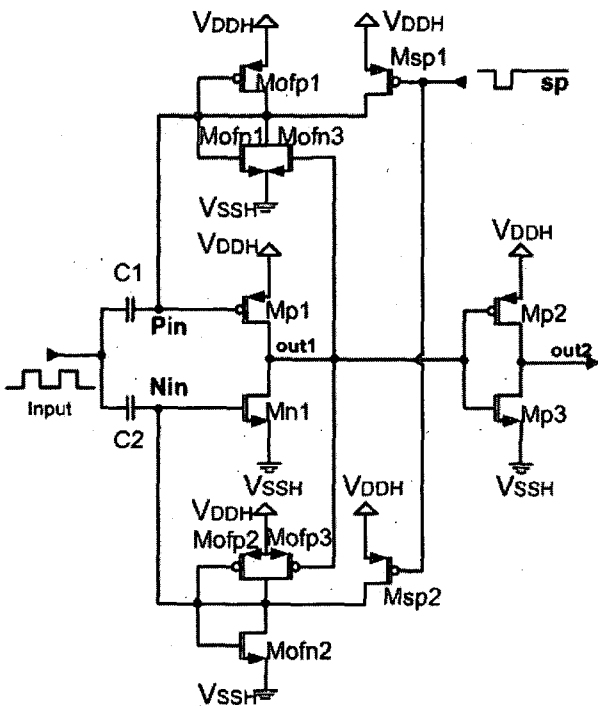 VDDH
VDDH
Msp1
Mofp1
sp
Mofn1
Mofn3
VSSH
VDDH
VDDH
C1
Mp1
Mp2
Pin
out1
out2
Nin
Input
Mn1
Mp3
C2
VSSH
VDDH
VSSH
VDDH
Mofp2
Mofp3
Msp2
Mofn2
VSSH